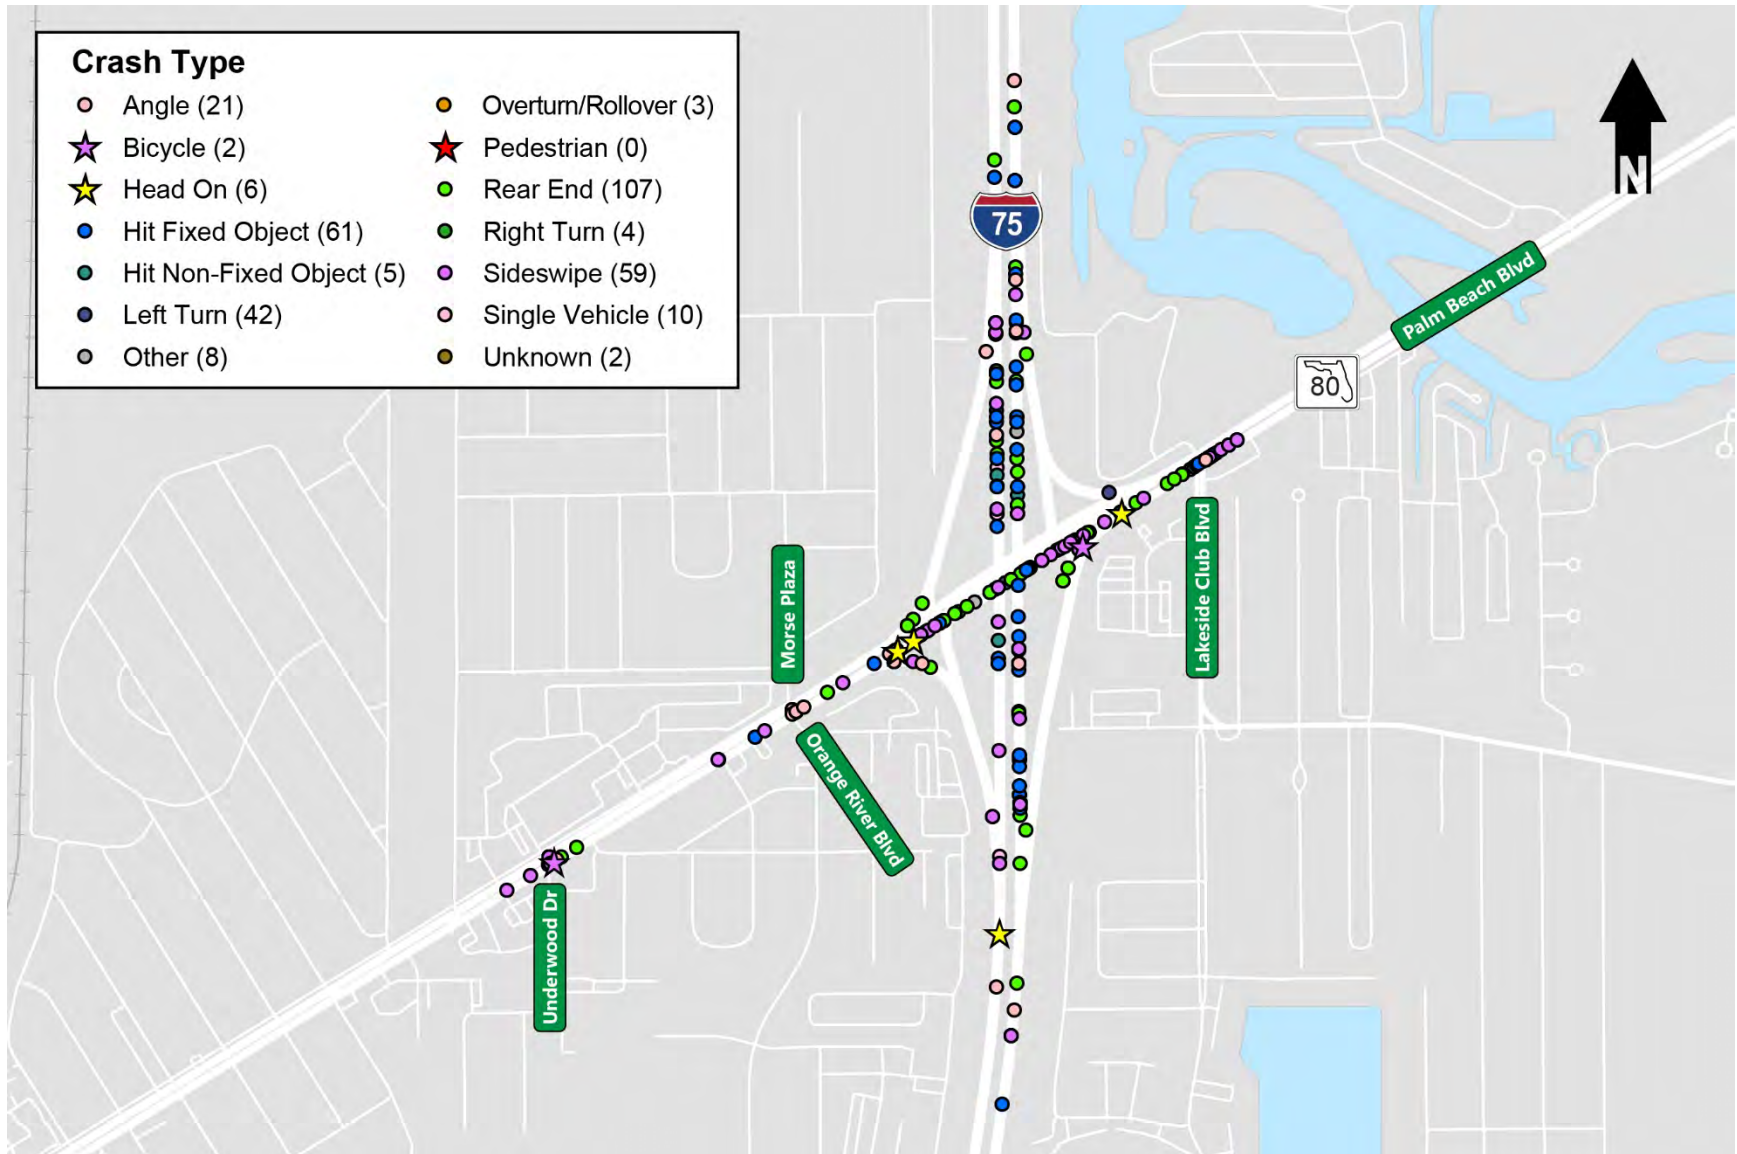 Crash Type
Angle (21)
Bicycle (2)
Head On (6)
Hit Fixed Object (61)
Hit Non-Fixed Object (5)
Left Turn (42)
Other (8)
Overturn/Rollover (3)
Pedestrian (0)
Rear End (107)
Right Turn (4)
Sideswipe (59)
Single Vehicle (10)
Unknown (2)
N
75
Palm Beach Blvd
80
Lakeside Club Blvd
Morse Plaza
Orange River Blvd
Underwood Dr